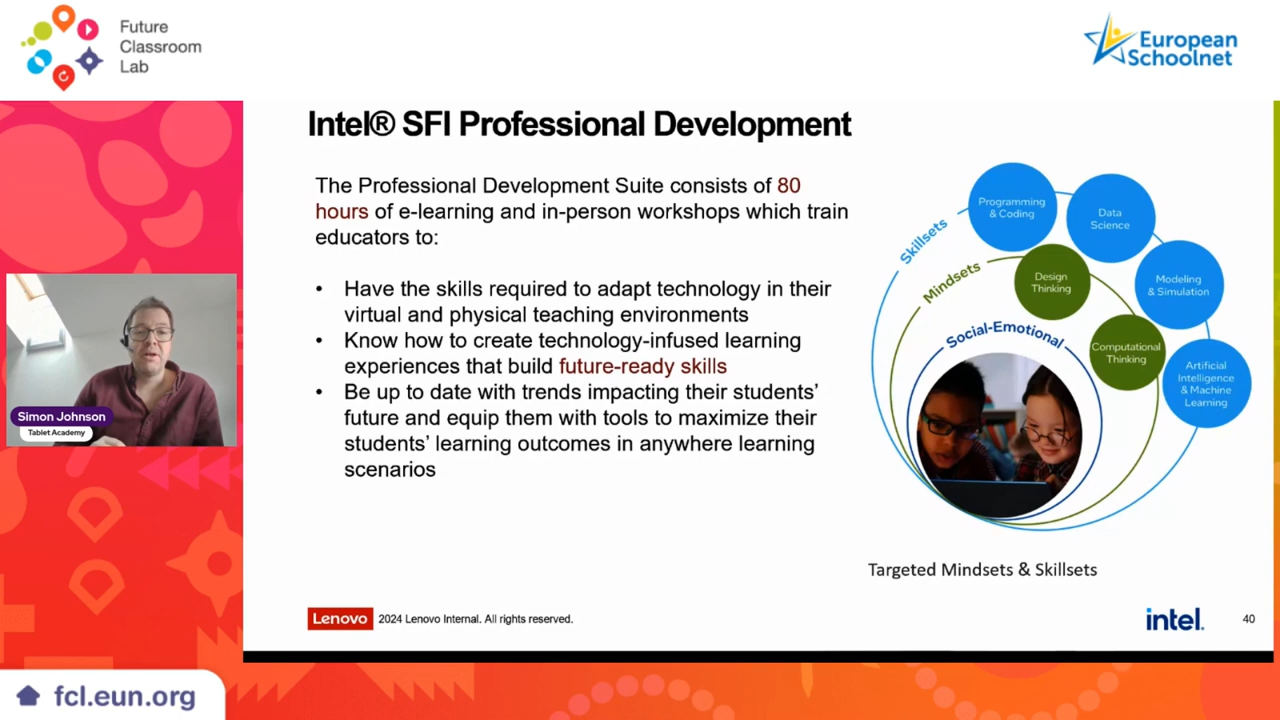 Future
Classroom
Lab
European
Schoolnet
Intel® SFI Professional Development
The Professional Development Suite consists of 80
hours of e-learning and in-person workshops which train
educators to:
• Have the skills required to adapt technology in their
virtual and physical teaching environments
• Know how to create technology-infused learning
experiences that build future-ready skills
• Be up to date with trends impacting their students’
future and equip them with tools to maximize their
students’ learning outcomes in anywhere learning
scenarios
Skillsets
Mindsets
Social-Emotional
Programming
& Coding
Data
Science
Design
Thinking
Modeling
& Simulation
Computational
Thinking
Artificial
Intelligence
& Machine
Learning
Targeted Mindsets & Skillsets
Simon Johnson
Tablet Academy
Lenovo
2024 Lenovo Internal. All rights reserved.
intel.
40
fcl.eun.org